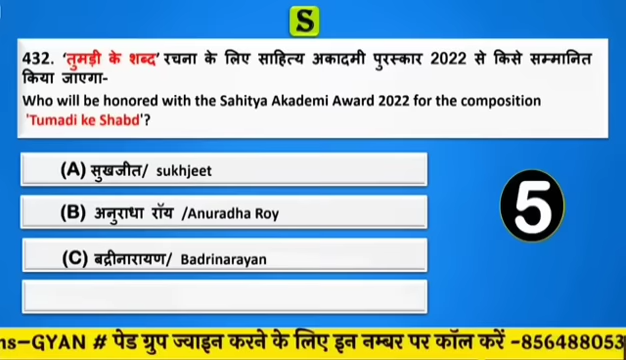 S
432. ‘तुमड़ी के शब्द’ रचना के लिए साहित्य अकादमी पुरस्कार 2022 से किसे सम्मानित
किया जाएगा-
Who will be honored with the Sahitya Akademi Award 2022 for the composition
'Tumadi ke Shabd'?
(A) सुखजीत/ sukhjeet
(B) अनुराधा रॉय /Anuradha Roy
(C) बद्रीनारायण/ Badrinarayan
5
ns–GYAN # पेड ग्रुप ज्वाइन करने के लिए इन नम्बर पर कॉल करें -856488053